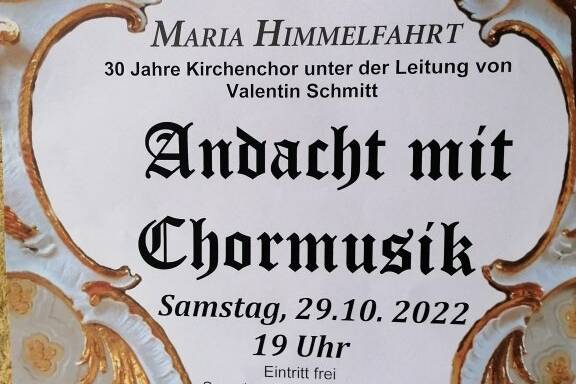 MARIA HIMMELFAHRT
30 Jahre Kirchenchor unter der Leitung von
Valentin Schmitt
Andacht mit
Chormusik
Samstag, 29.10. 2022
19 Uhr
Eintritt frei